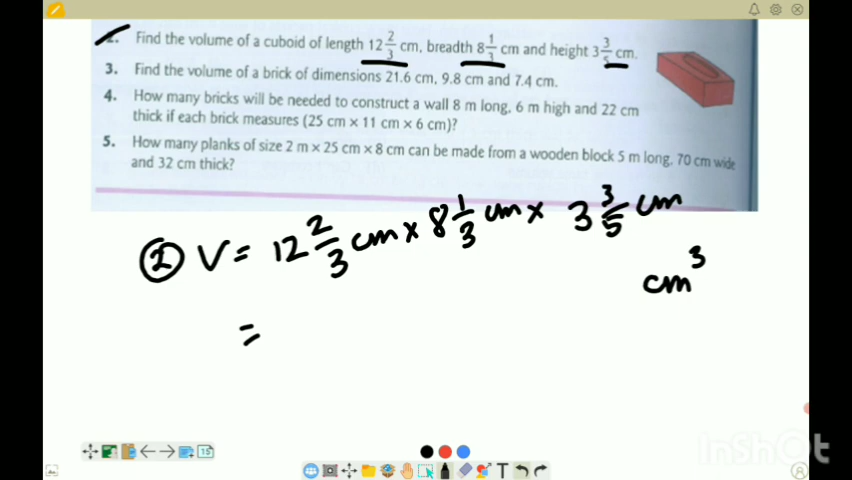 2. Find the volume of a cuboid of length 12 2/3 cm, breadth 8 1/3 cm and height 3 3/5 cm.
3. Find the volume of a brick of dimensions 21.6 cm, 9.8 cm and 7.4 cm.
4. How many bricks will be needed to construct a wall 8 m long, 6 m high and 22 cm
thick if each brick measures (25 cm × 11 cm × 6 cm)?
5. How many planks of size 2 m × 25 cm × 8 cm can be made from a wooden block 5 m long, 70 cm wide
and 32 cm thick?
② V = 12 2/3 cm × 8 1/3 cm × 3 3/5 cm
cm³
=
15
T
InShOt